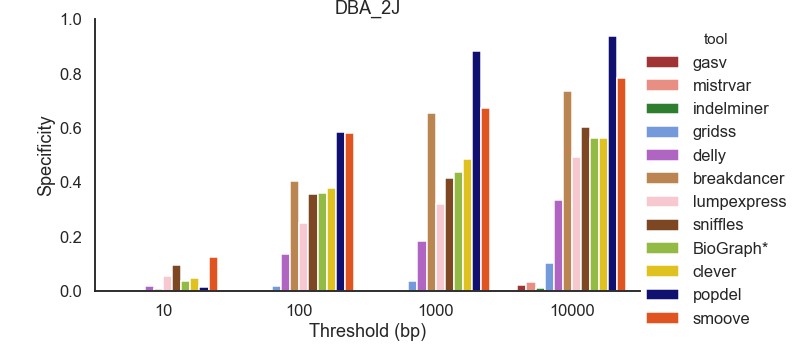 DBA_2J
1.0
0.8
0.6
0.4
0.2
0.0
Specificity
10
100
1000
10000
Threshold (bp)
tool
gasv
mistrvar
indelminer
gridss
delly
breakdancer
lumpexpress
sniffles
BioGraph*
clever
popdel
smoove